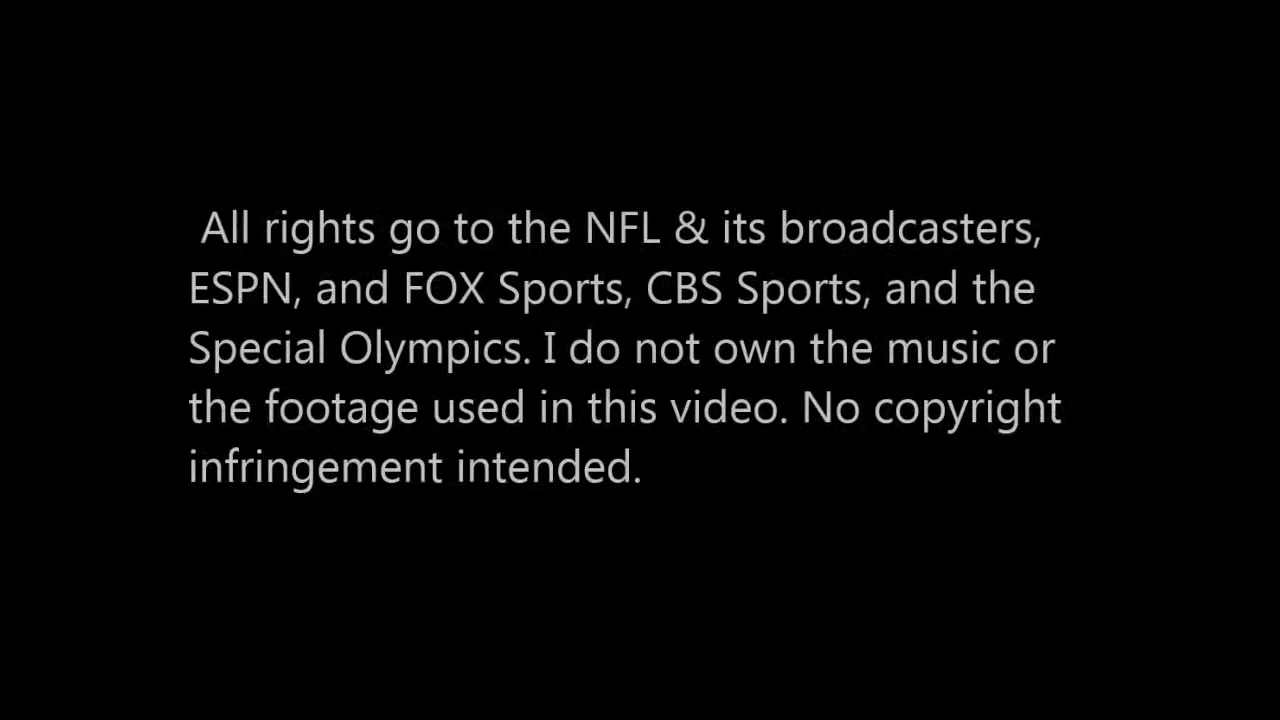 All rights go to the NFL & its broadcasters,
ESPN, and FOX Sports, CBS Sports, and the
Special Olympics. I do not own the music or
the footage used in this video. No copyright
infringement intended.